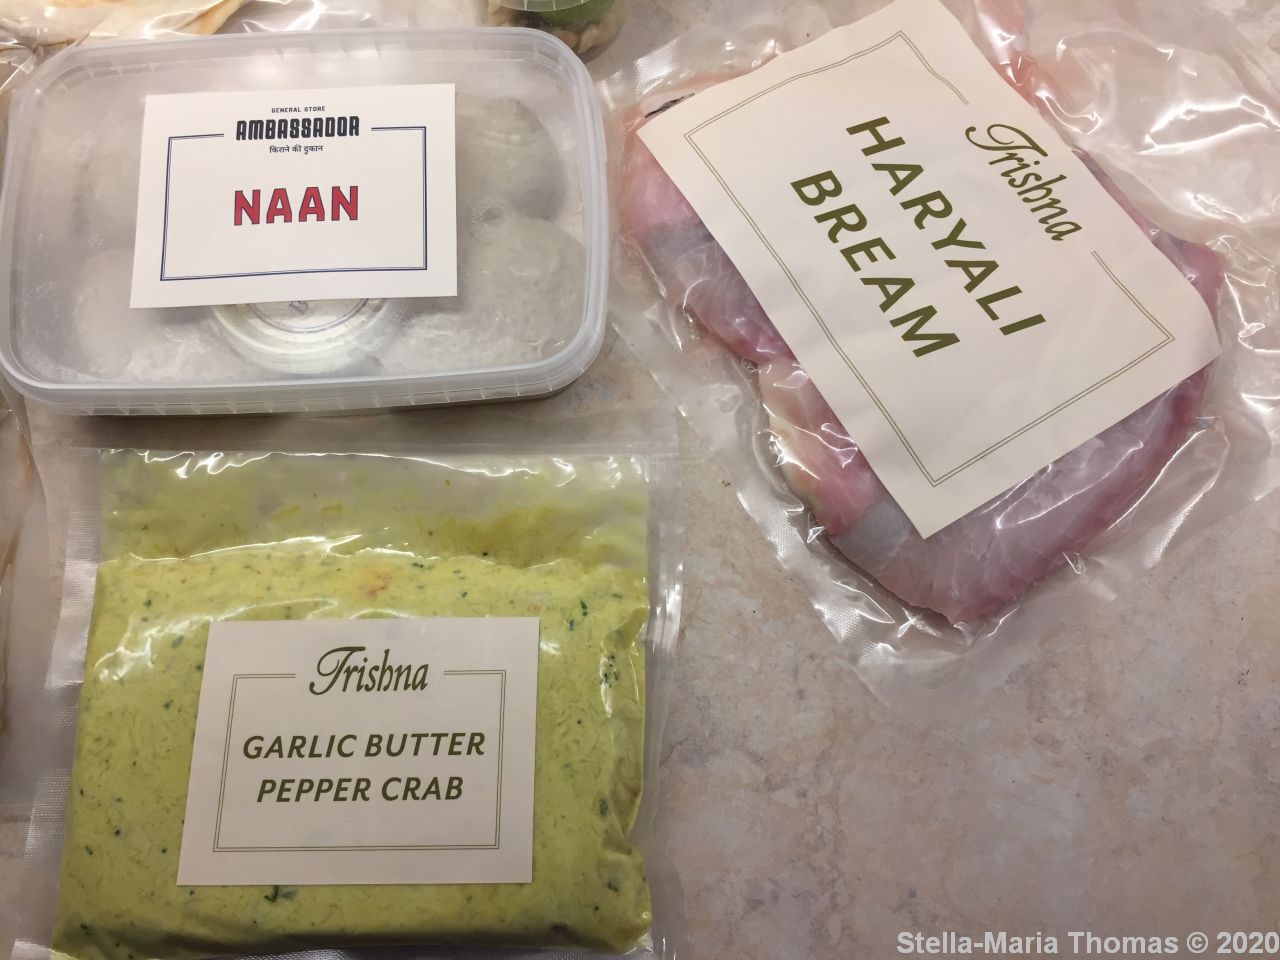 GENERAL STORE
AMBASSADOR
किराने की दुकान
NAAN
Trishna
HARYALI
BREAM
Trishna
GARLIC BUTTER
PEPPER CRAB
Stella-Maria Thomas © 2020